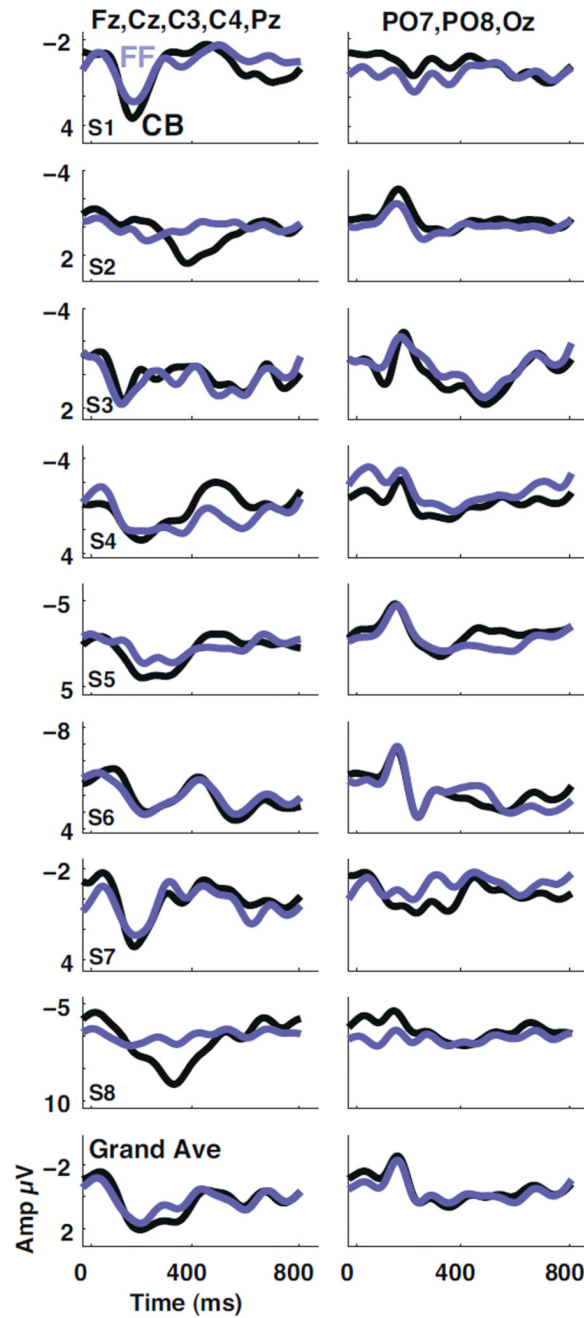 Fz,Cz,C3,C4,Pz PO7,PO8,Oz
−2
FF
CB
4
S1
−4
2
S2
−4
2
S3
−4
4
S4
−5
5
S5
−8
4
S6
−2
4
S7
−5
10
S8
Grand Ave
−2
2
Amp µV
0 400 800 0 400 800
Time (ms)